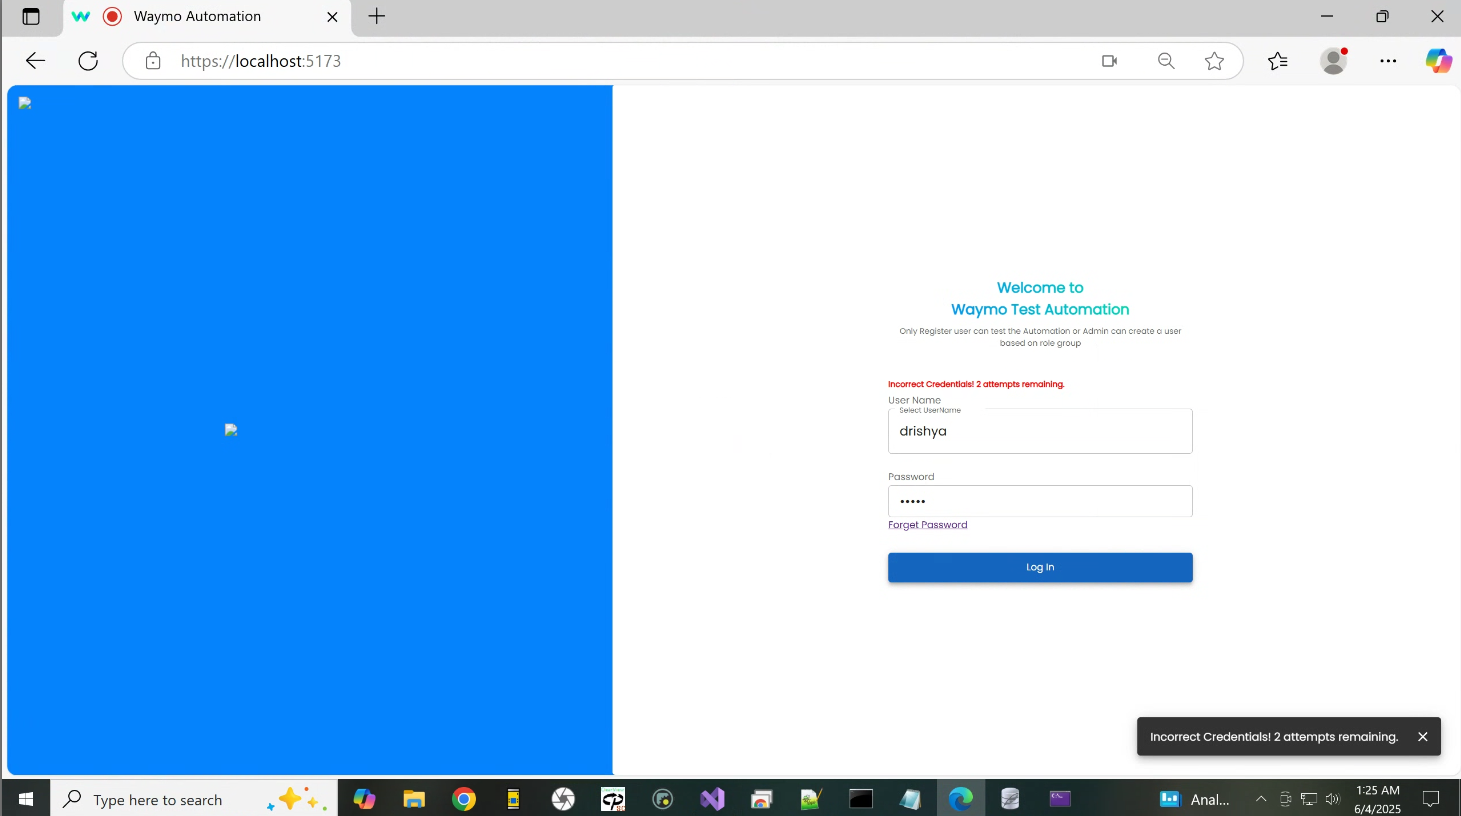 Waymo Automation
https://localhost:5173
Welcome to
Waymo Test Automation
Only Register user can test the Automation or Admin can create a user
based on role group
Incorrect Credentials! 2 attempts remaining.
User Name
Select UserName
drishya
Password
•••••
Forget Password
Log In
Incorrect Credentials! 2 attempts remaining.
Type here to search
Anal...
1:25 AM
6/4/2025